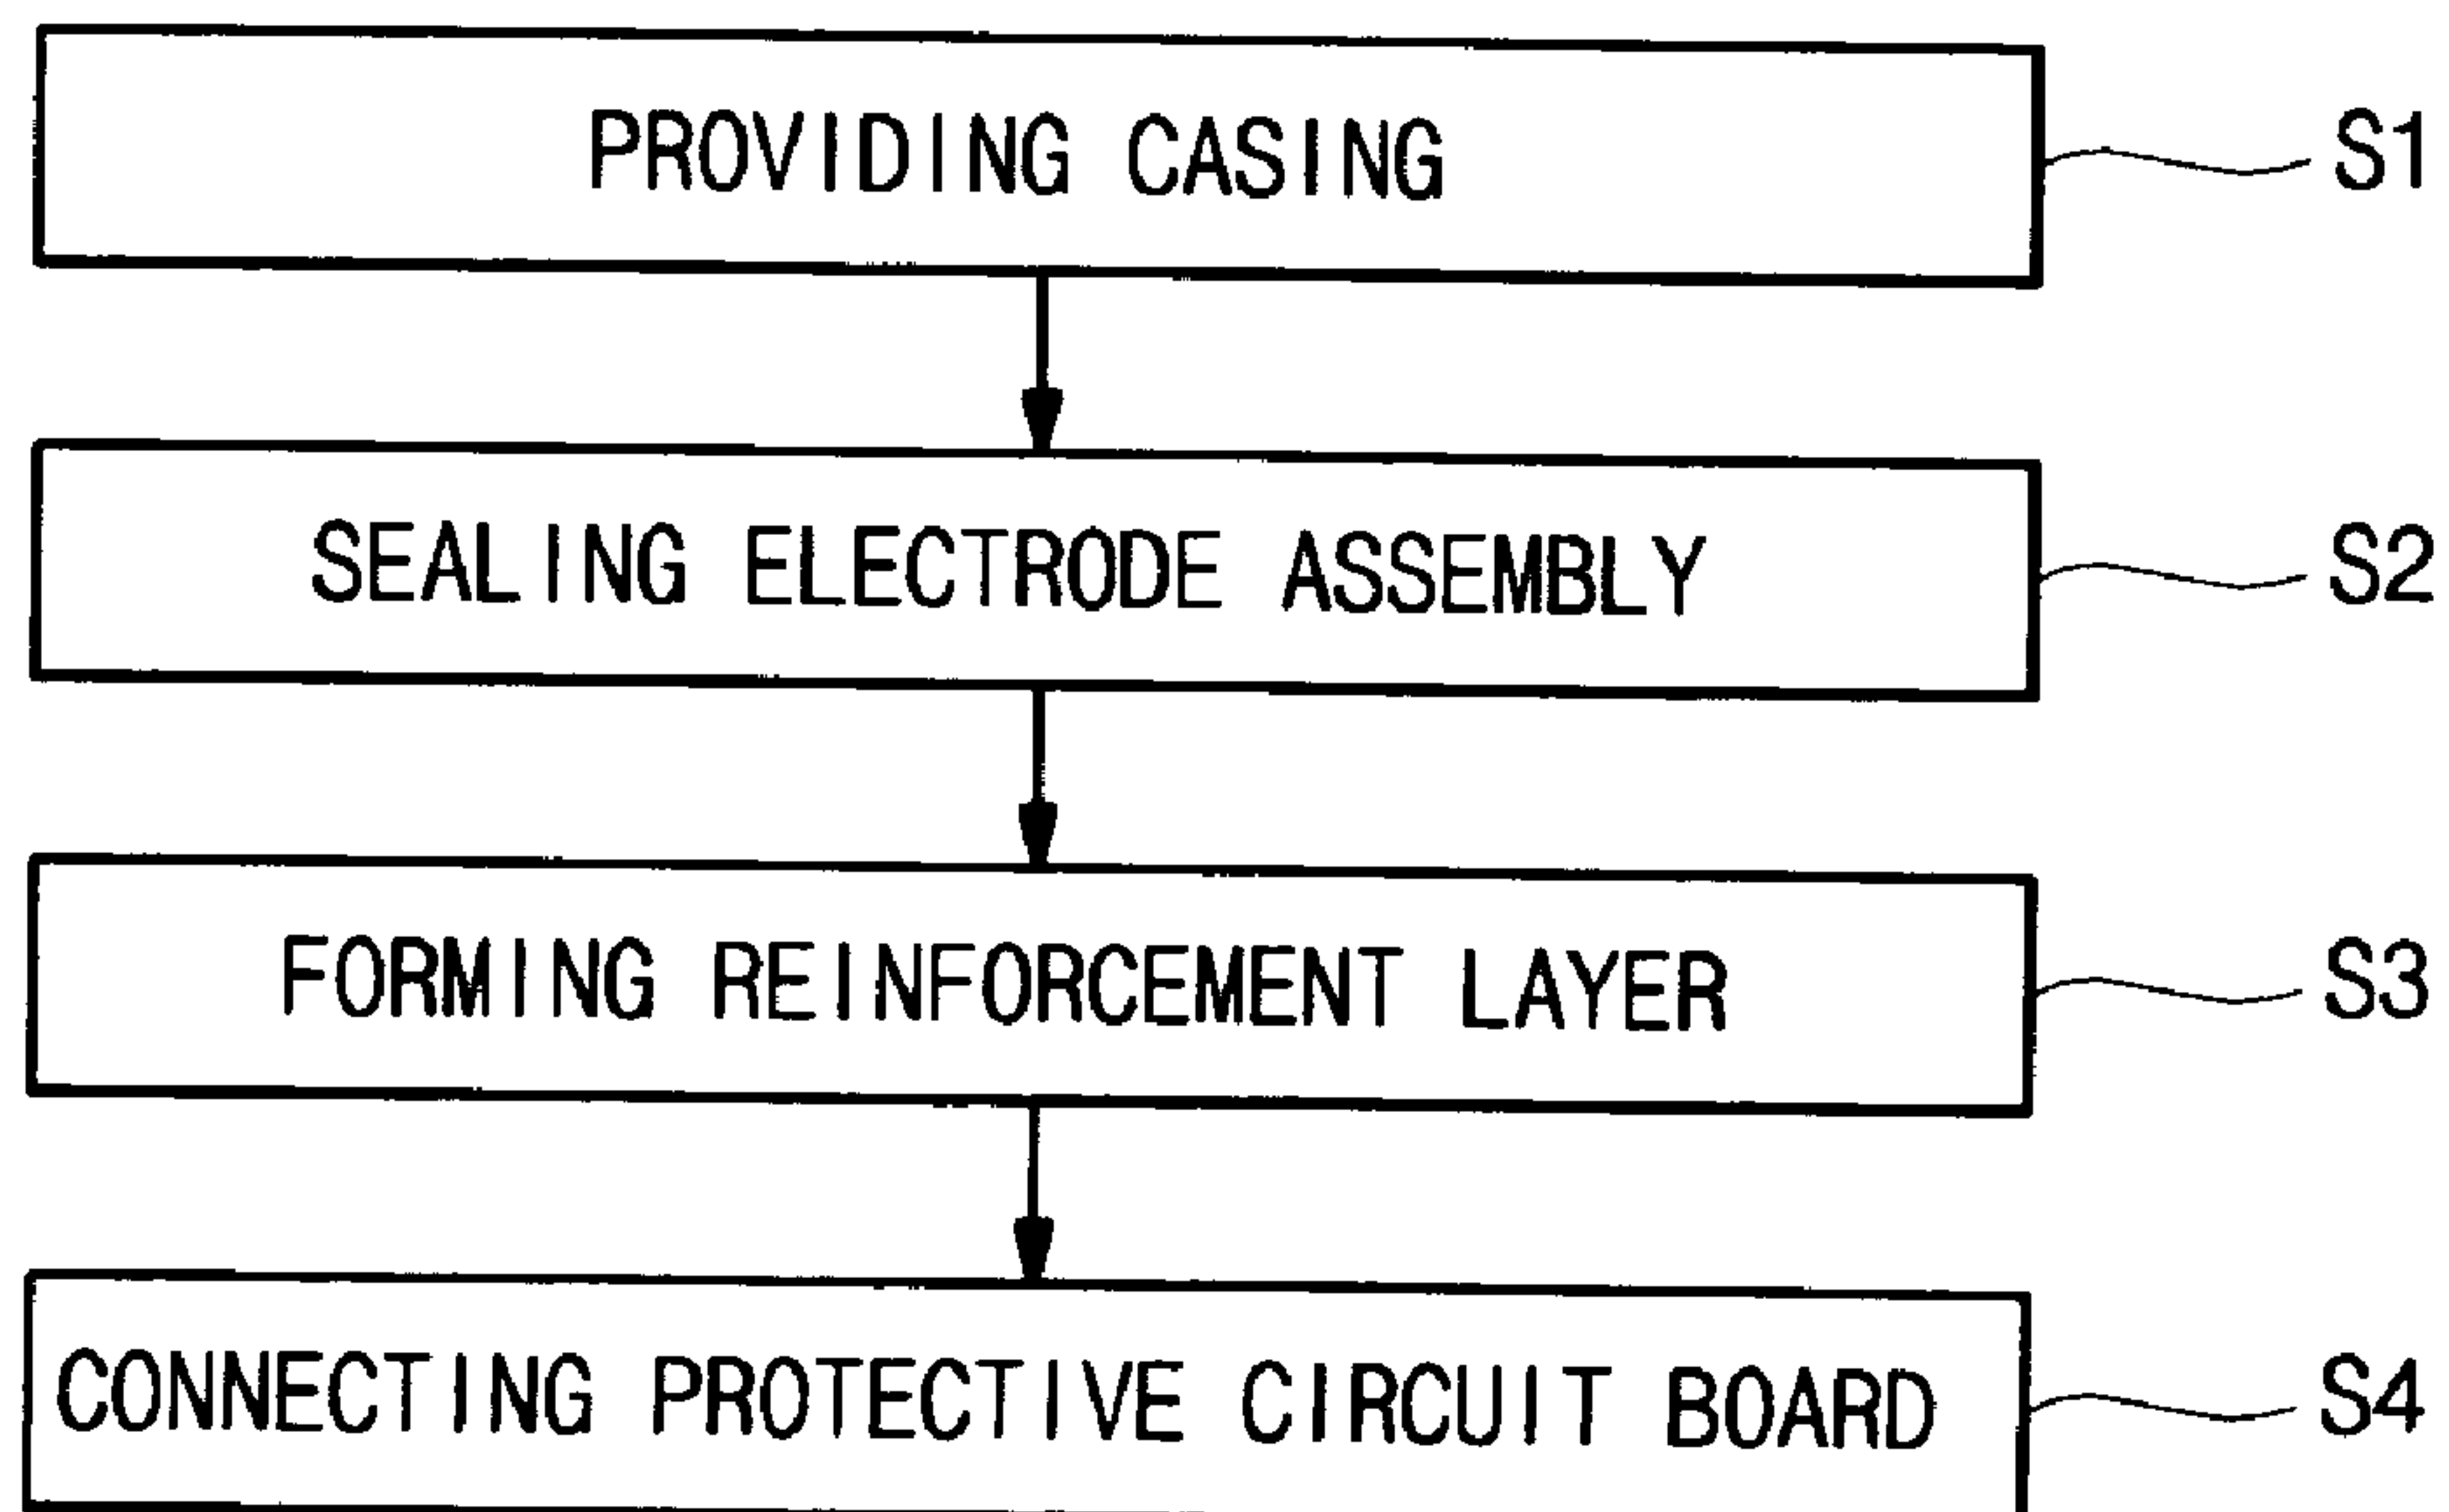 PROVIDING CASING S1
SEALING ELECTRODE ASSEMBLY S2
FORMING REINFORCEMENT LAYER S3
CONNECTING PROTECTIVE CIRCUIT BOARD S4